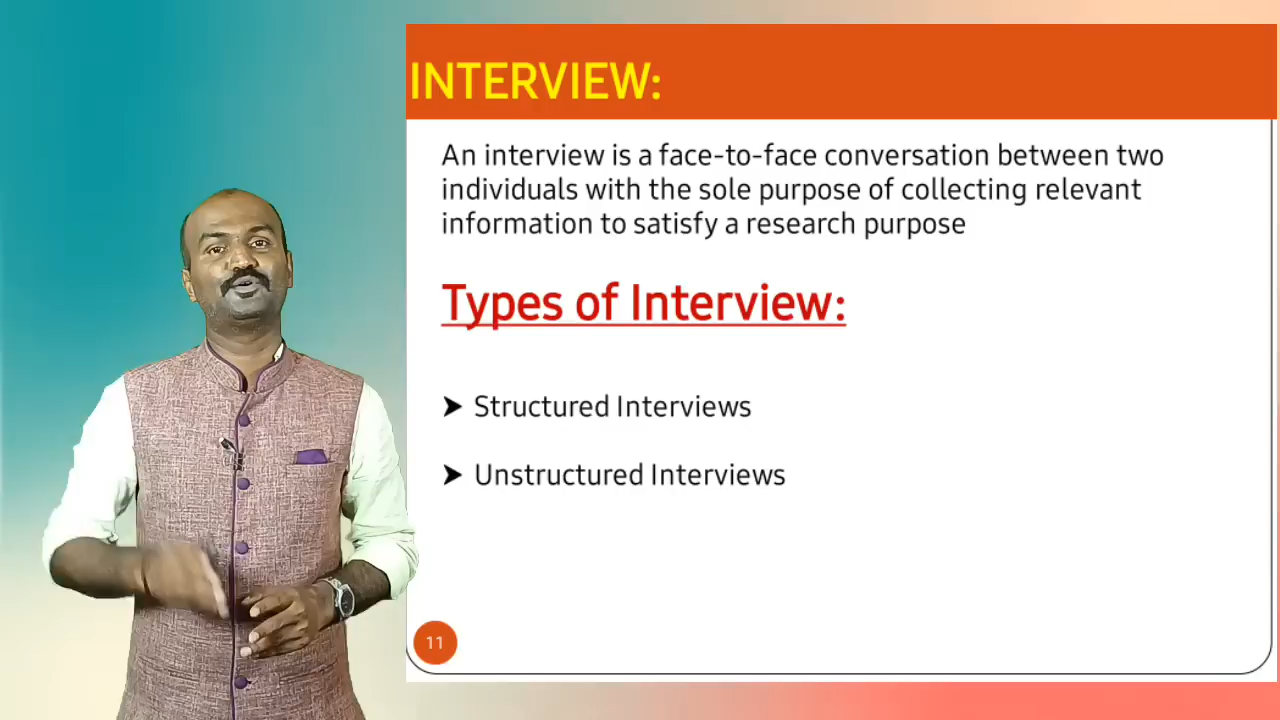 INTERVIEW:
An interview is a face-to-face conversation between two
individuals with the sole purpose of collecting relevant
information to satisfy a research purpose
Types of Interview:
➤ Structured Interviews
➤ Unstructured Interviews
11